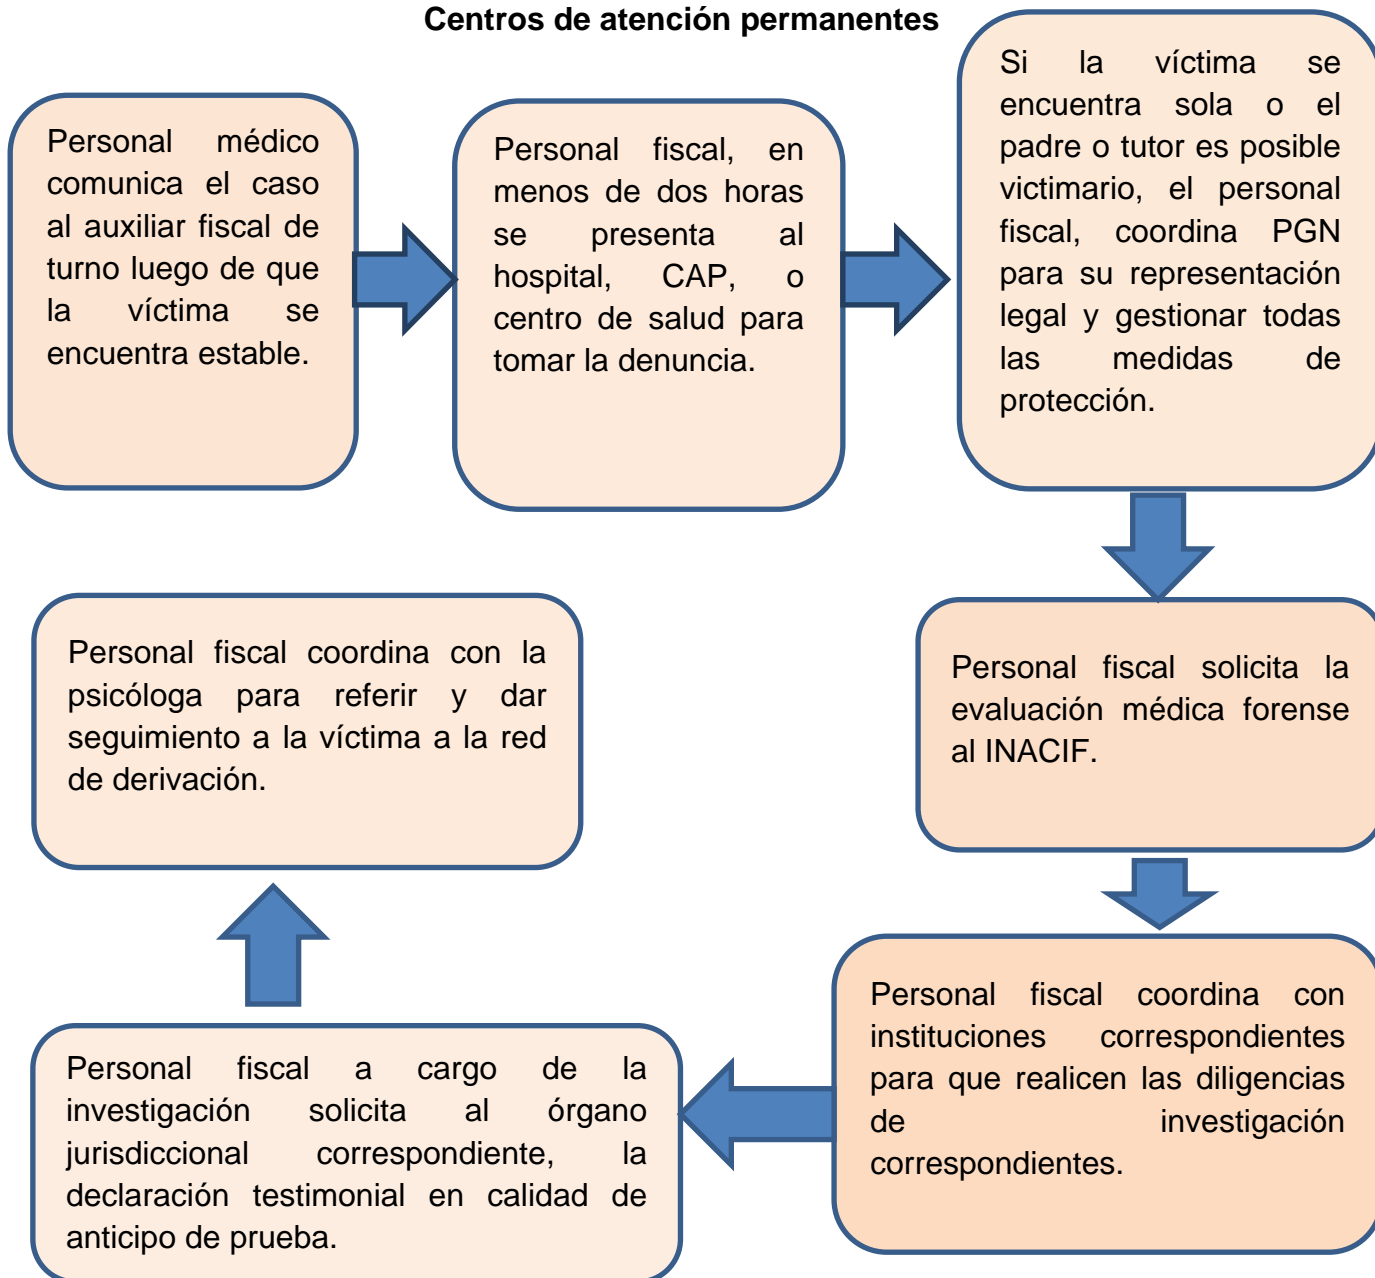 Centros de atención permanentes
Personal médico
comunica el caso
al auxiliar fiscal de
turno luego de que
la víctima se
encuentra estable.
Personal fiscal, en
menos de dos horas
se presenta al
hospital, CAP, o
centro de salud para
tomar la denuncia.
Si la víctima se
encuentra sola o el
padre o tutor es posible
victimario, el personal
fiscal, coordina PGN
para su representación
legal y gestionar todas
las medidas de
protección.
Personal fiscal solicita la
evaluación médica forense
al INACIF.
Personal fiscal coordina con
instituciones correspondientes
para que realicen las diligencias
de investigación
correspondientes.
Personal fiscal a cargo de la
investigación solicita al órgano
jurisdiccional correspondiente, la
declaración testimonial en calidad de
anticipo de prueba.
Personal fiscal coordina con la
psicóloga para referir y dar
seguimiento a la víctima a la red
de derivación.